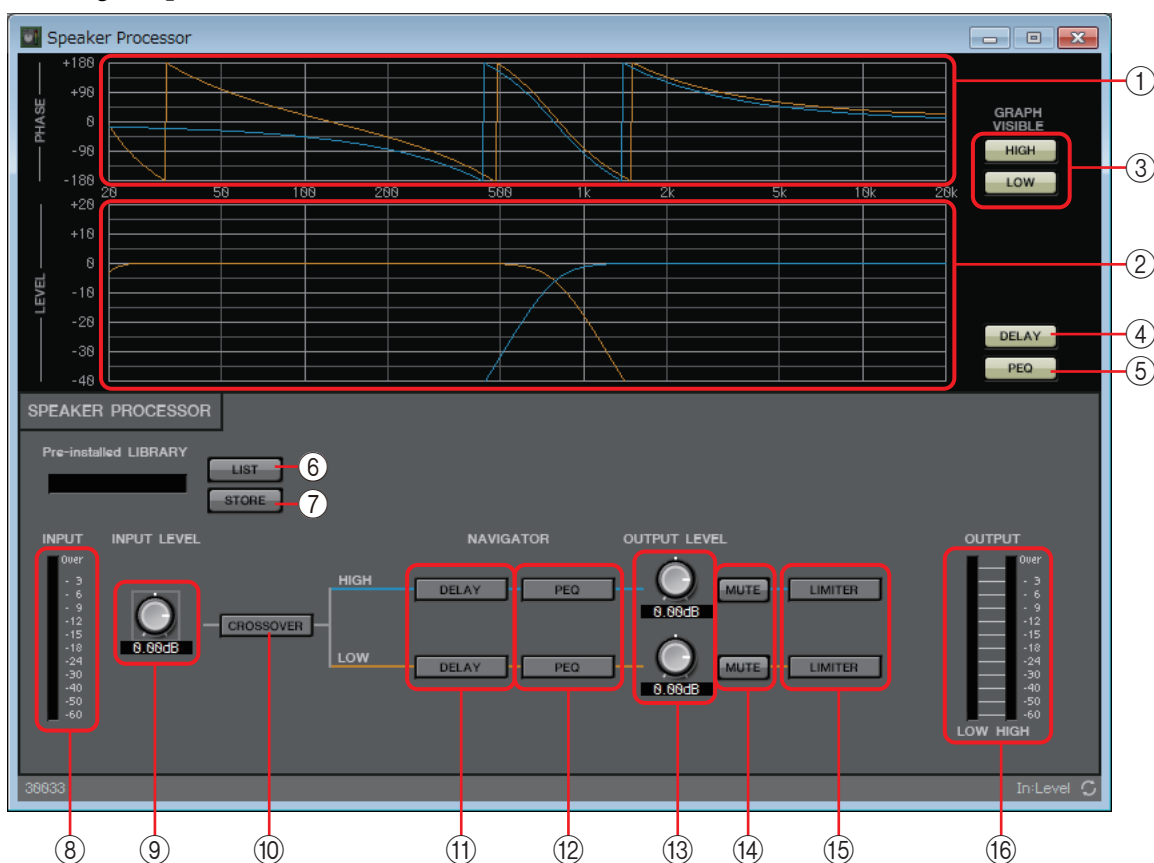 Speaker Processor
+180
+90
0
-90
-180
PHASE
20 50 100 200 500 1k 2k 5k 10k 20k
+20
+10
0
-10
-20
-30
-40
LEVEL
GRAPH
VISIBLE
HIGH
LOW
DELAY
PEQ
①
③
②
④
⑤
SPEAKER PROCESSOR
Pre-installed LIBRARY
LIST
STORE
⑥
⑦
INPUT
Over
- 3
- 6
- 9
-12
-15
-18
-24
-30
-40
-50
-60
INPUT LEVEL
0.00dB
CROSSOVER
NAVIGATOR
OUTPUT LEVEL
HIGH
DELAY PEQ 0.00dB MUTE LIMITER
LOW
DELAY PEQ 0.00dB MUTE LIMITER
OUTPUT
Over
- 3
- 6
- 9
-12
-15
-18
-24
-30
-40
-50
-60
LOW HIGH
30033
In:Level
⑧ ⑨ ⑩ ⑪ ⑫ ⑬ ⑭ ⑮ ⑯